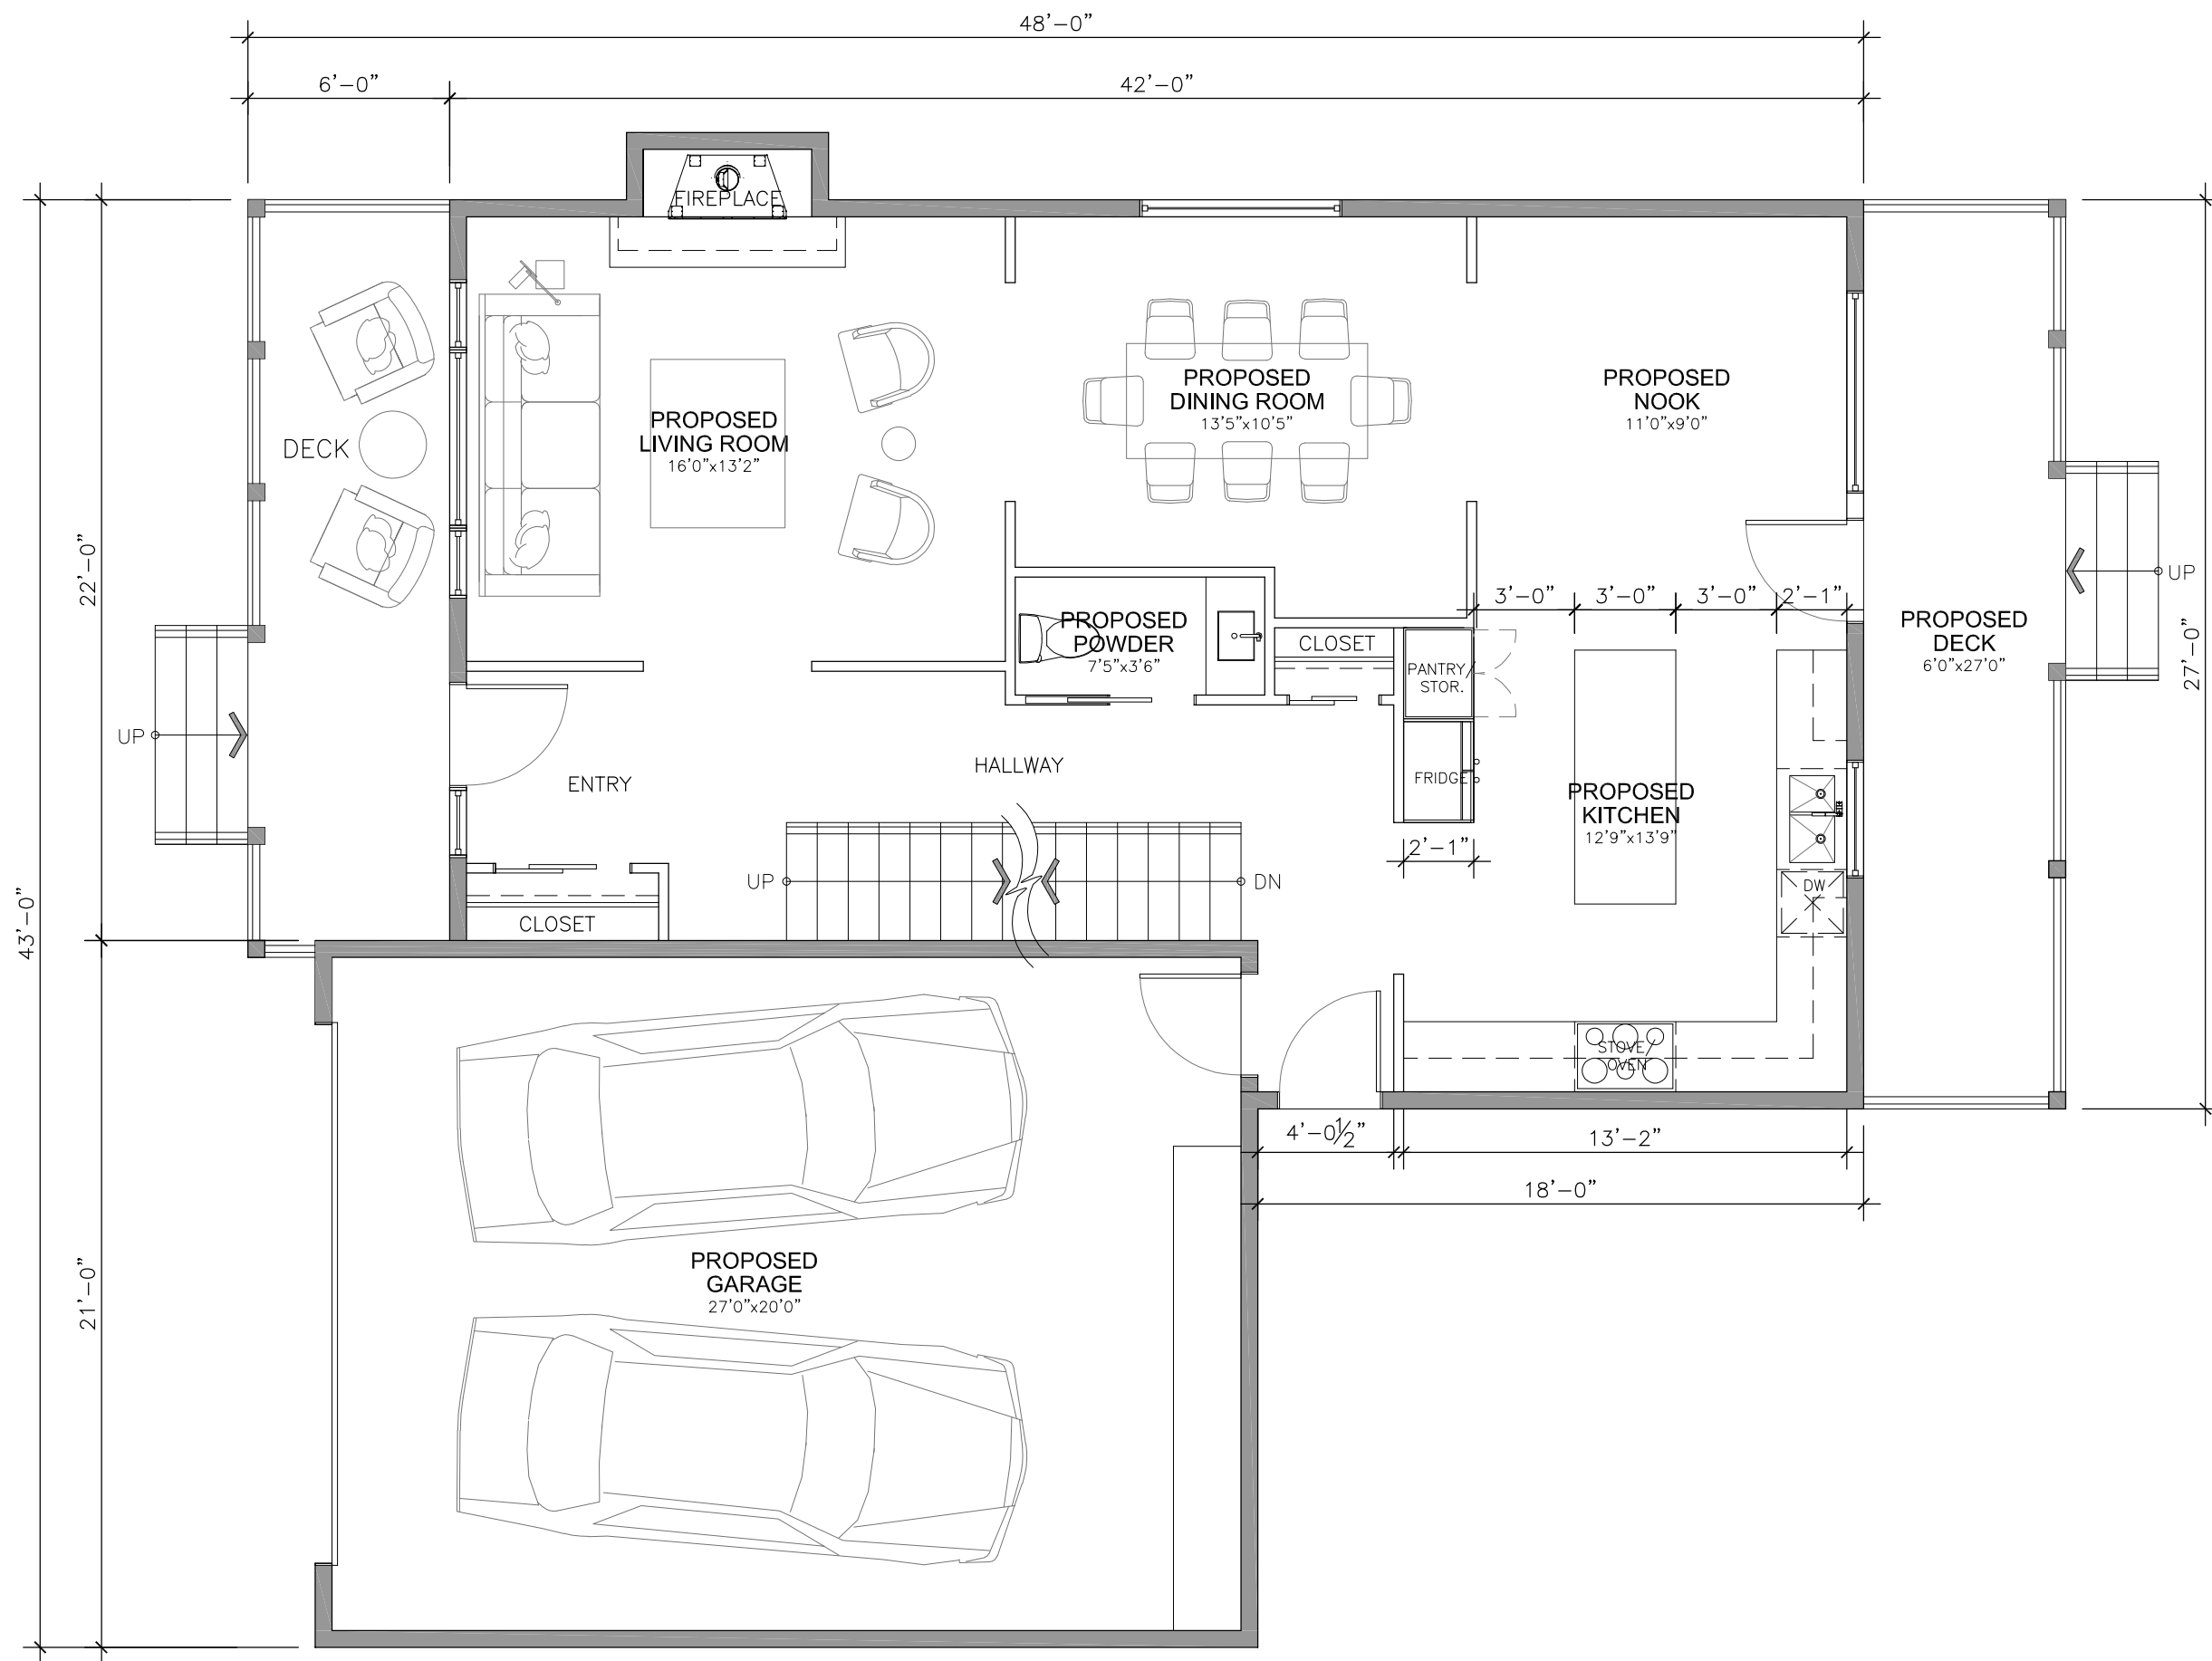 48'-0"
6'-0"
42'-0"
FIREPLACE
PROPOSED
DINING ROOM
13'5"x10'5"
PROPOSED
NOOK
11'0"x9'0"
PROPOSED
LIVING ROOM
16'0"x13'2"
DECK
22'-0"
UP
3'-0"
3'-0"
3'-0"
2'-1"
PROPOSED
POWDER
7'5"x3'6"
CLOSET
PANTRY/
STOR.
PROPOSED
DECK
6'0"x27'0"
27'-0"
UP
ENTRY
HALLWAY
FRIDGE
PROPOSED
KITCHEN
12'9"x13'9"
2'-1"
UP
DN
DW
CLOSET
43'-0"
STOVE/
OVEN
4'-0½"
13'-2"
18'-0"
PROPOSED
GARAGE
27'0"x20'0"
21'-0"